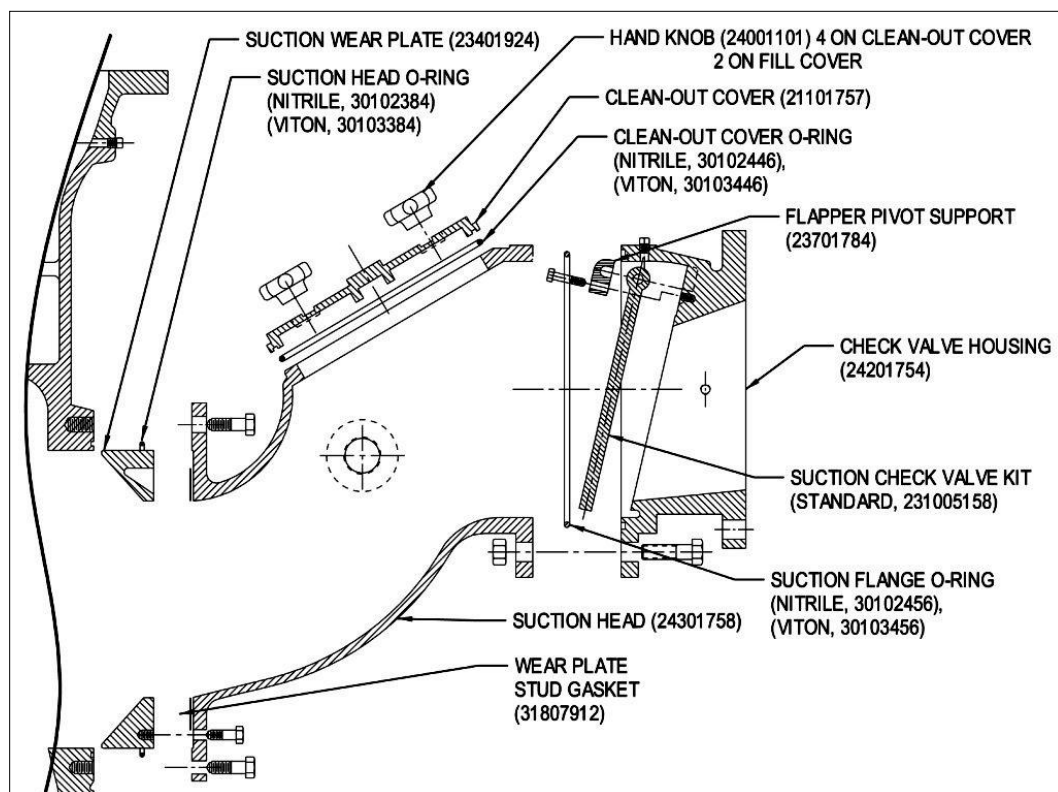 SUCTION WEAR PLATE (23401924)
SUCTION HEAD O-RING
(NITRILE, 30102384)
(VITON, 30103384)
HAND KNOB (24001101) 4 ON CLEAN-OUT COVER
2 ON FILL COVER
CLEAN-OUT COVER (21101757)
CLEAN-OUT COVER O-RING
(NITRILE, 30102446),
(VITON, 30103446)
FLAPPER PIVOT SUPPORT
(23701784)
CHECK VALVE HOUSING
(24201754)
SUCTION CHECK VALVE KIT
(STANDARD, 231005158)
SUCTION FLANGE O-RING
(NITRILE, 30102456),
(VITON, 30103456)
SUCTION HEAD (24301758)
WEAR PLATE
STUD GASKET
(31807912)